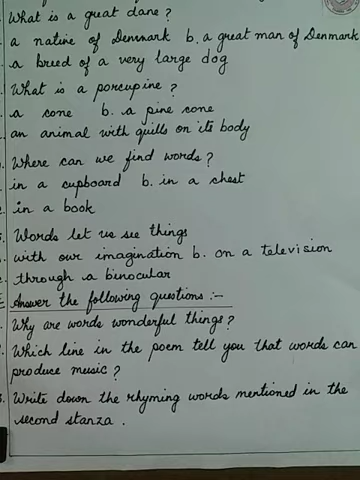 What is a great dane?
a native of Denmark b. a great man of Denmark
a breed of a very large dog
What is a porcupine?
a cone b. a pine cone
an animal with quills on its body
Where can we find words?
in a cupboard b. in a chest
in a book
Words let us see things
with our imagination b. on a television
through a binocular
Answer the following questions:-
Why are words wonderful things?
Which line in the poem tell you that words can
produce music?
Write down the rhyming words mentioned in the
second stanza.